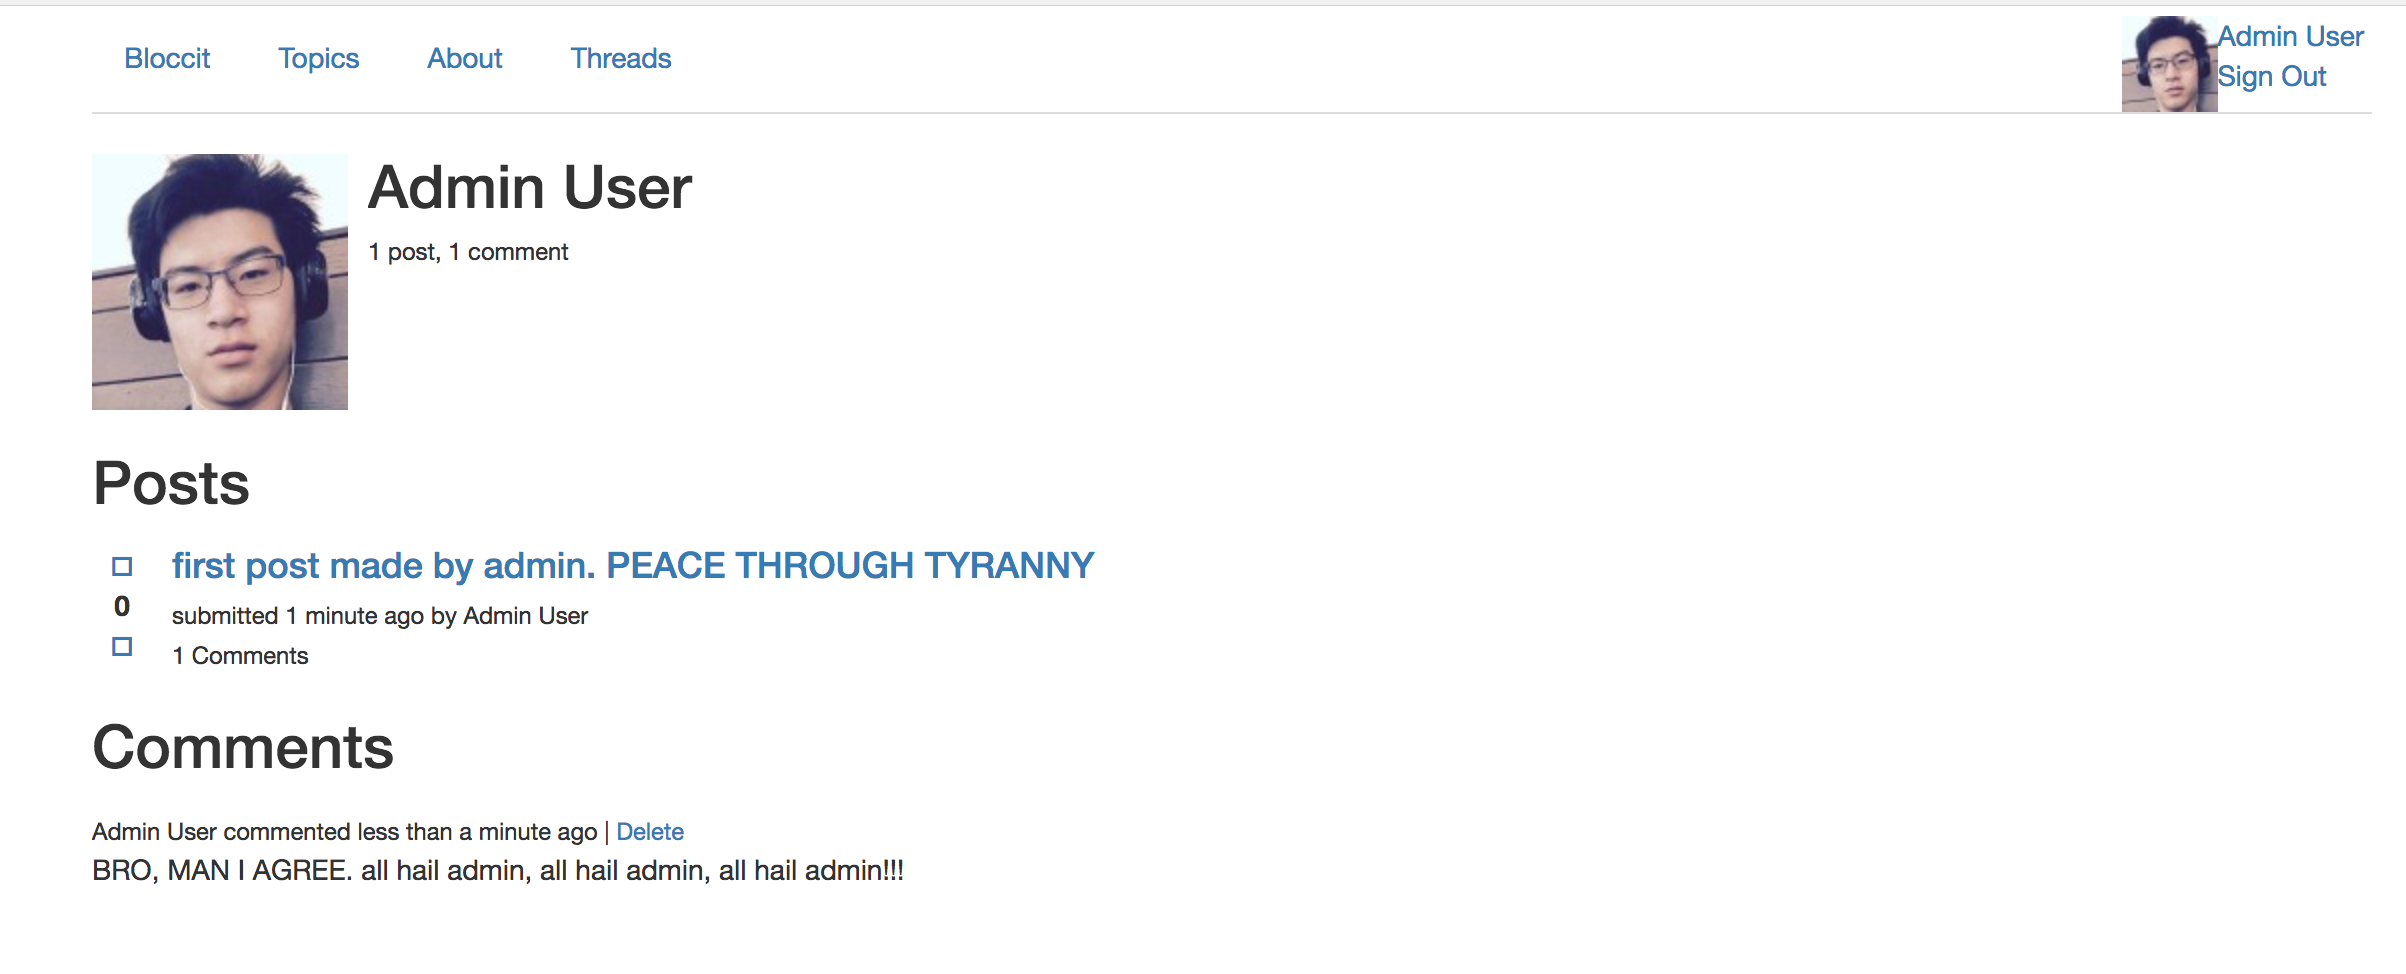 Bloccit Topics About Threads
Admin User
Sign Out
Admin User
1 post, 1 comment
Posts
first post made by admin. PEACE THROUGH TYRANNY
0
submitted 1 minute ago by Admin User
1 Comments
Comments
Admin User commented less than a minute ago | Delete
BRO, MAN I AGREE. all hail admin, all hail admin, all hail admin!!!